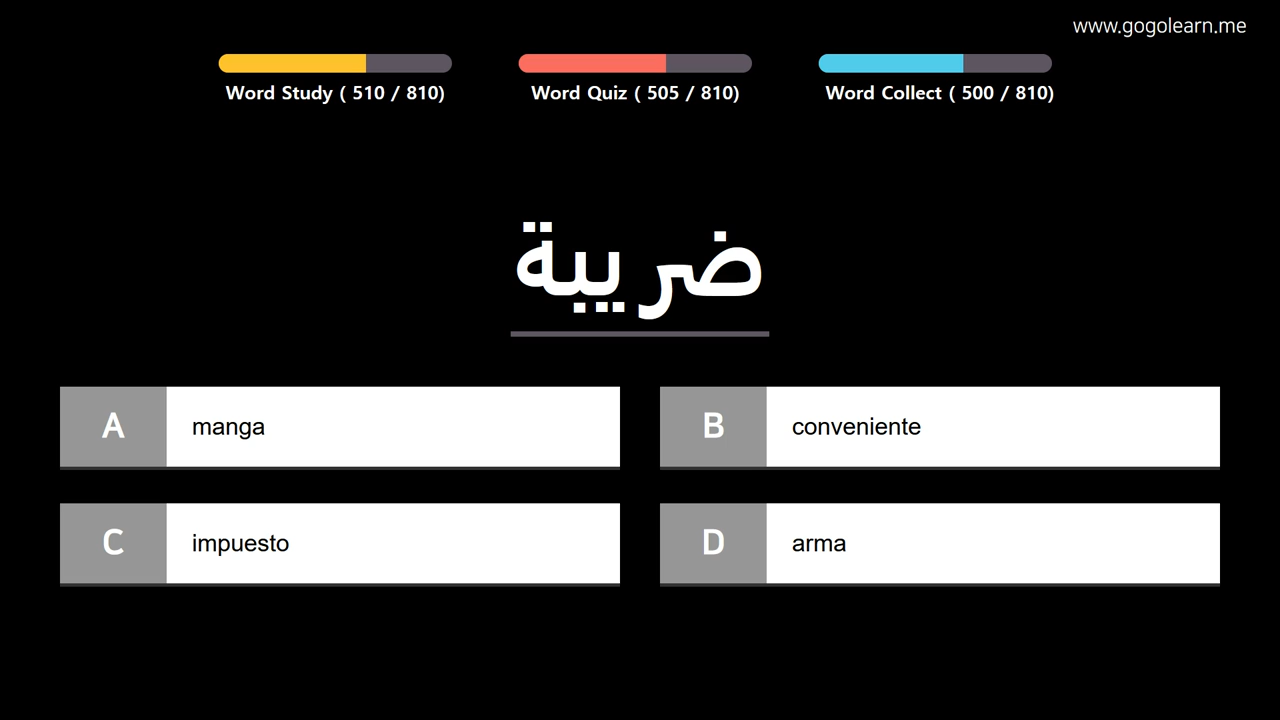 www.gogolearn.me
Word Study ( 510 / 810)
Word Quiz ( 505 / 810)
Word Collect ( 500 / 810)
ضريبة
A manga
B conveniente
C impuesto
D arma